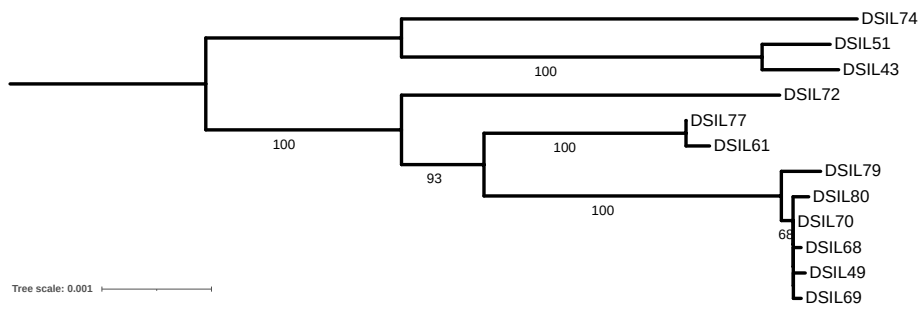 DSIL74
DSIL51
100
DSIL43
DSIL72
100
DSIL77
100
DSIL61
93
DSIL79
100
DSIL80
DSIL70
68
DSIL68
DSIL49
Tree scale: 0.001
DSIL69